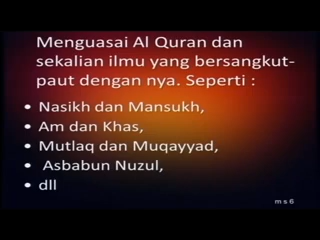 Menguasai Al Quran dan
sekalian ilmu yang bersangkut-
paut dengan nya. Seperti :
• Nasikh dan Mansukh,
• Am dan Khas,
• Mutlaq dan Muqayyad,
• Asbabun Nuzul,
• dll
m s 6